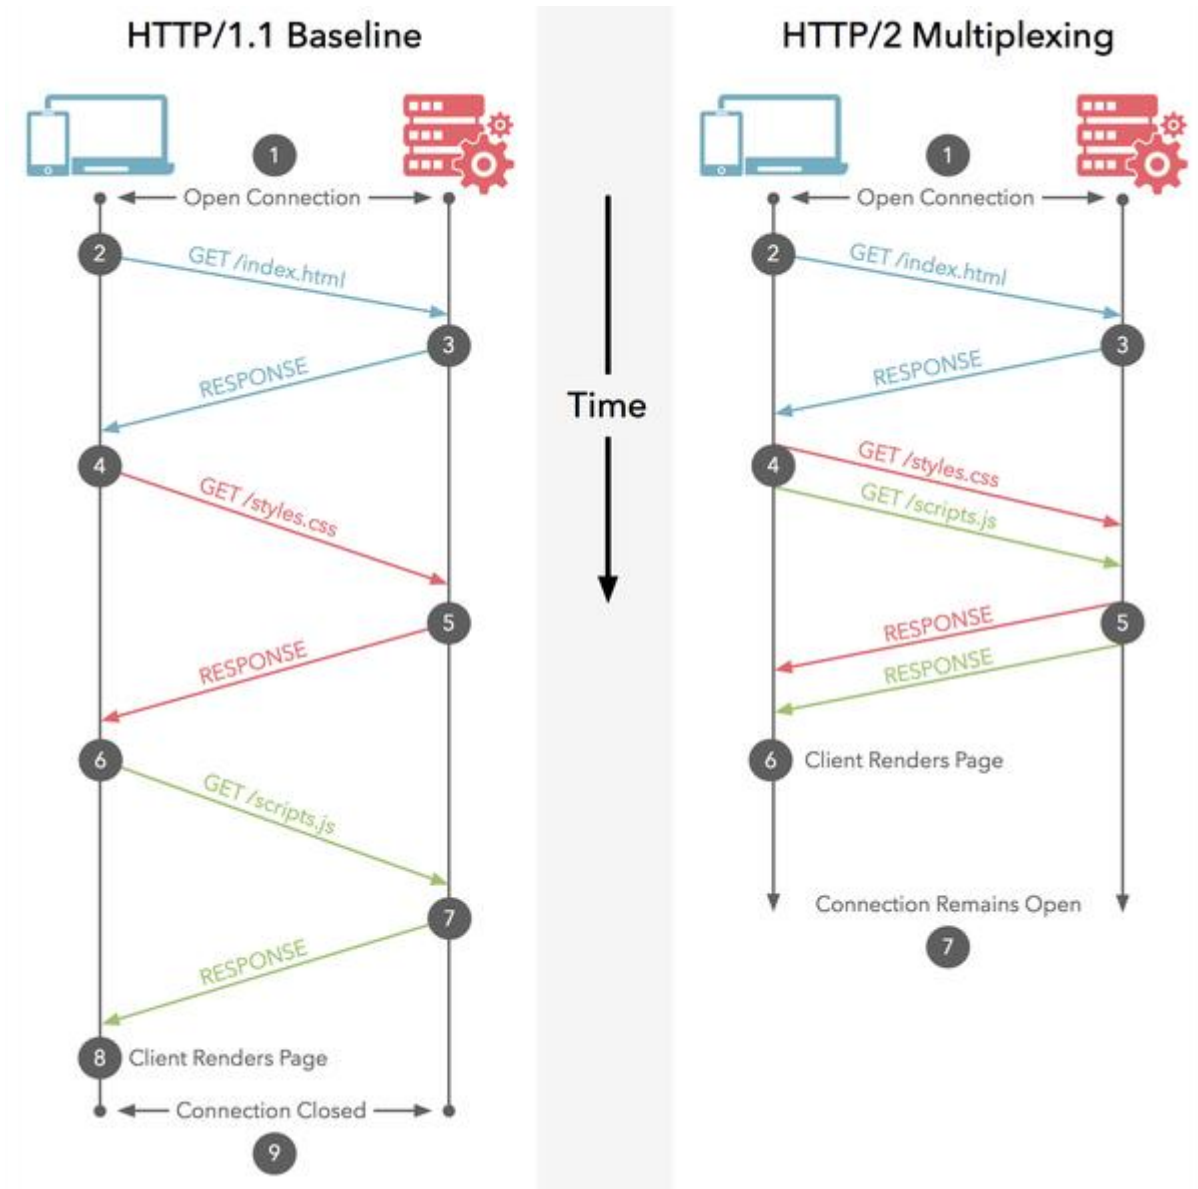 HTTP/1.1 Baseline
1
Open Connection
2
GET /index.html
3
RESPONSE
4
GET /styles.css
5
RESPONSE
6
GET /scripts.js
7
RESPONSE
8
Client Renders Page
Connection Closed
9
Time
HTTP/2 Multiplexing
1
Open Connection
2
GET /index.html
3
RESPONSE
4
GET /styles.css
GET /scripts.js
5
RESPONSE
RESPONSE
6
Client Renders Page
Connection Remains Open
7